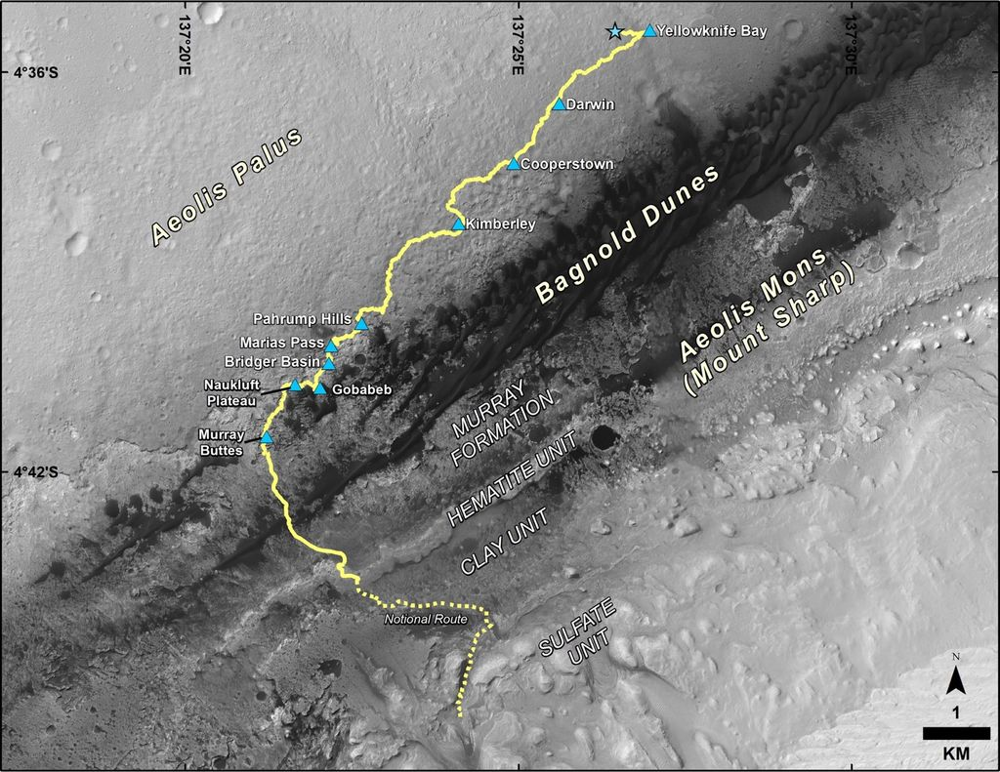 137°20'E
137°25'E
137°30'E
Yellowknife Bay
4°36'S
Darwin
Aeolis Palus
Cooperstown
Bagnold Dunes
Kimberley
Aeolis Mons
(Mount Sharp)
Pahrump Hills
Marias Pass
Bridger Basin
Naukluft
Plateau
Gobabeb
MURRAY
FORMATION
Murray
Buttes
HEMATITE UNIT
4°42'S
CLAY UNIT
Notional Route
SULFATE
UNIT
N
1
KM